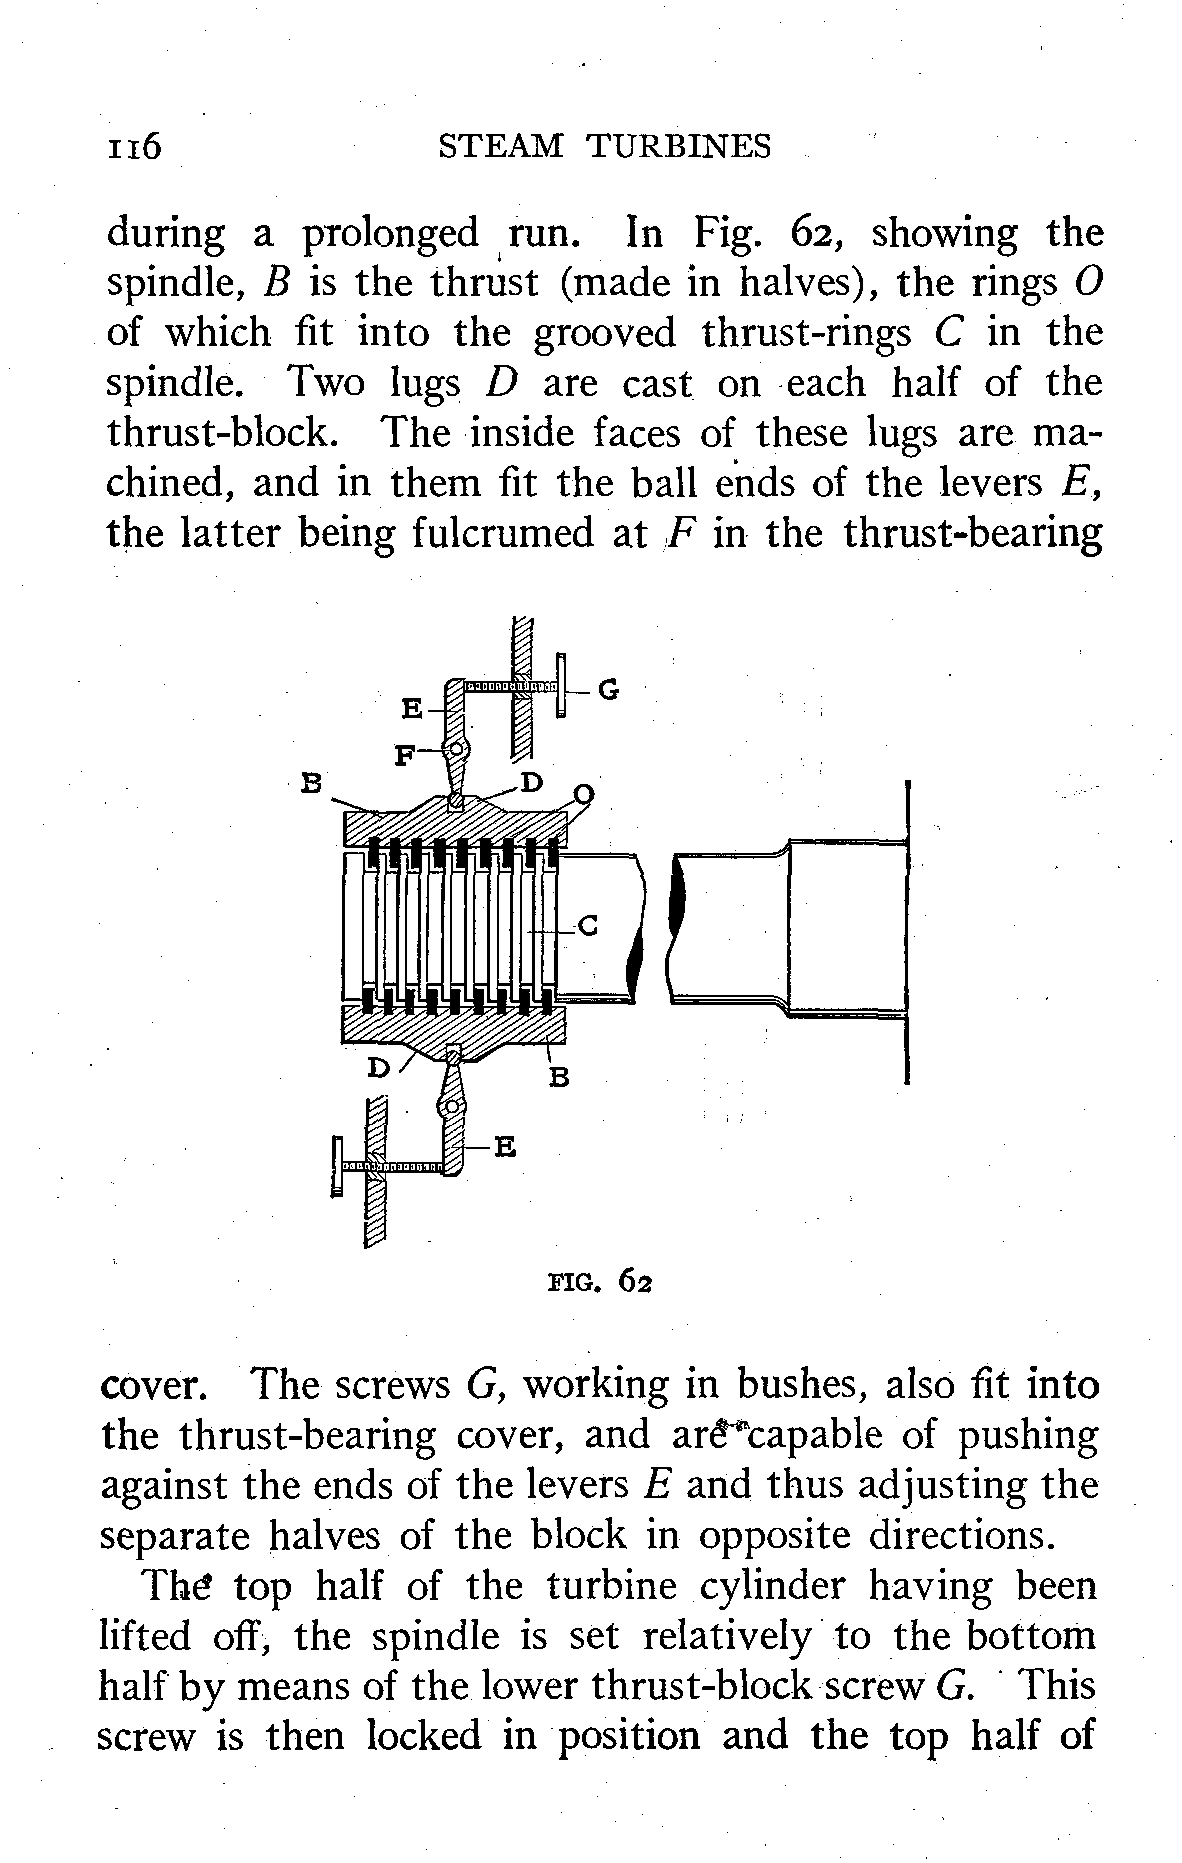 116 STEAM TURBINES
during a prolonged run. In Fig. 62, showing the
spindle, B is the thrust (made in halves), the rings O
of which fit into the grooved thrust-rings C in the
spindle. Two lugs D are cast on each half of the
thrust-block. The inside faces of these lugs are ma-
chined, and in them fit the ball ends of the levers E,
the latter being fulcrumed at F in the thrust-bearing
G
E
F
B
D
O
C
D
B
E
FIG. 62
cover. The screws G, working in bushes, also fit into
the thrust-bearing cover, and are capable of pushing
against the ends of the levers E and thus adjusting the
separate halves of the block in opposite directions.
The top half of the turbine cylinder having been
lifted off, the spindle is set relatively to the bottom
half by means of the lower thrust-block screw G. This
screw is then locked in position and the top half of